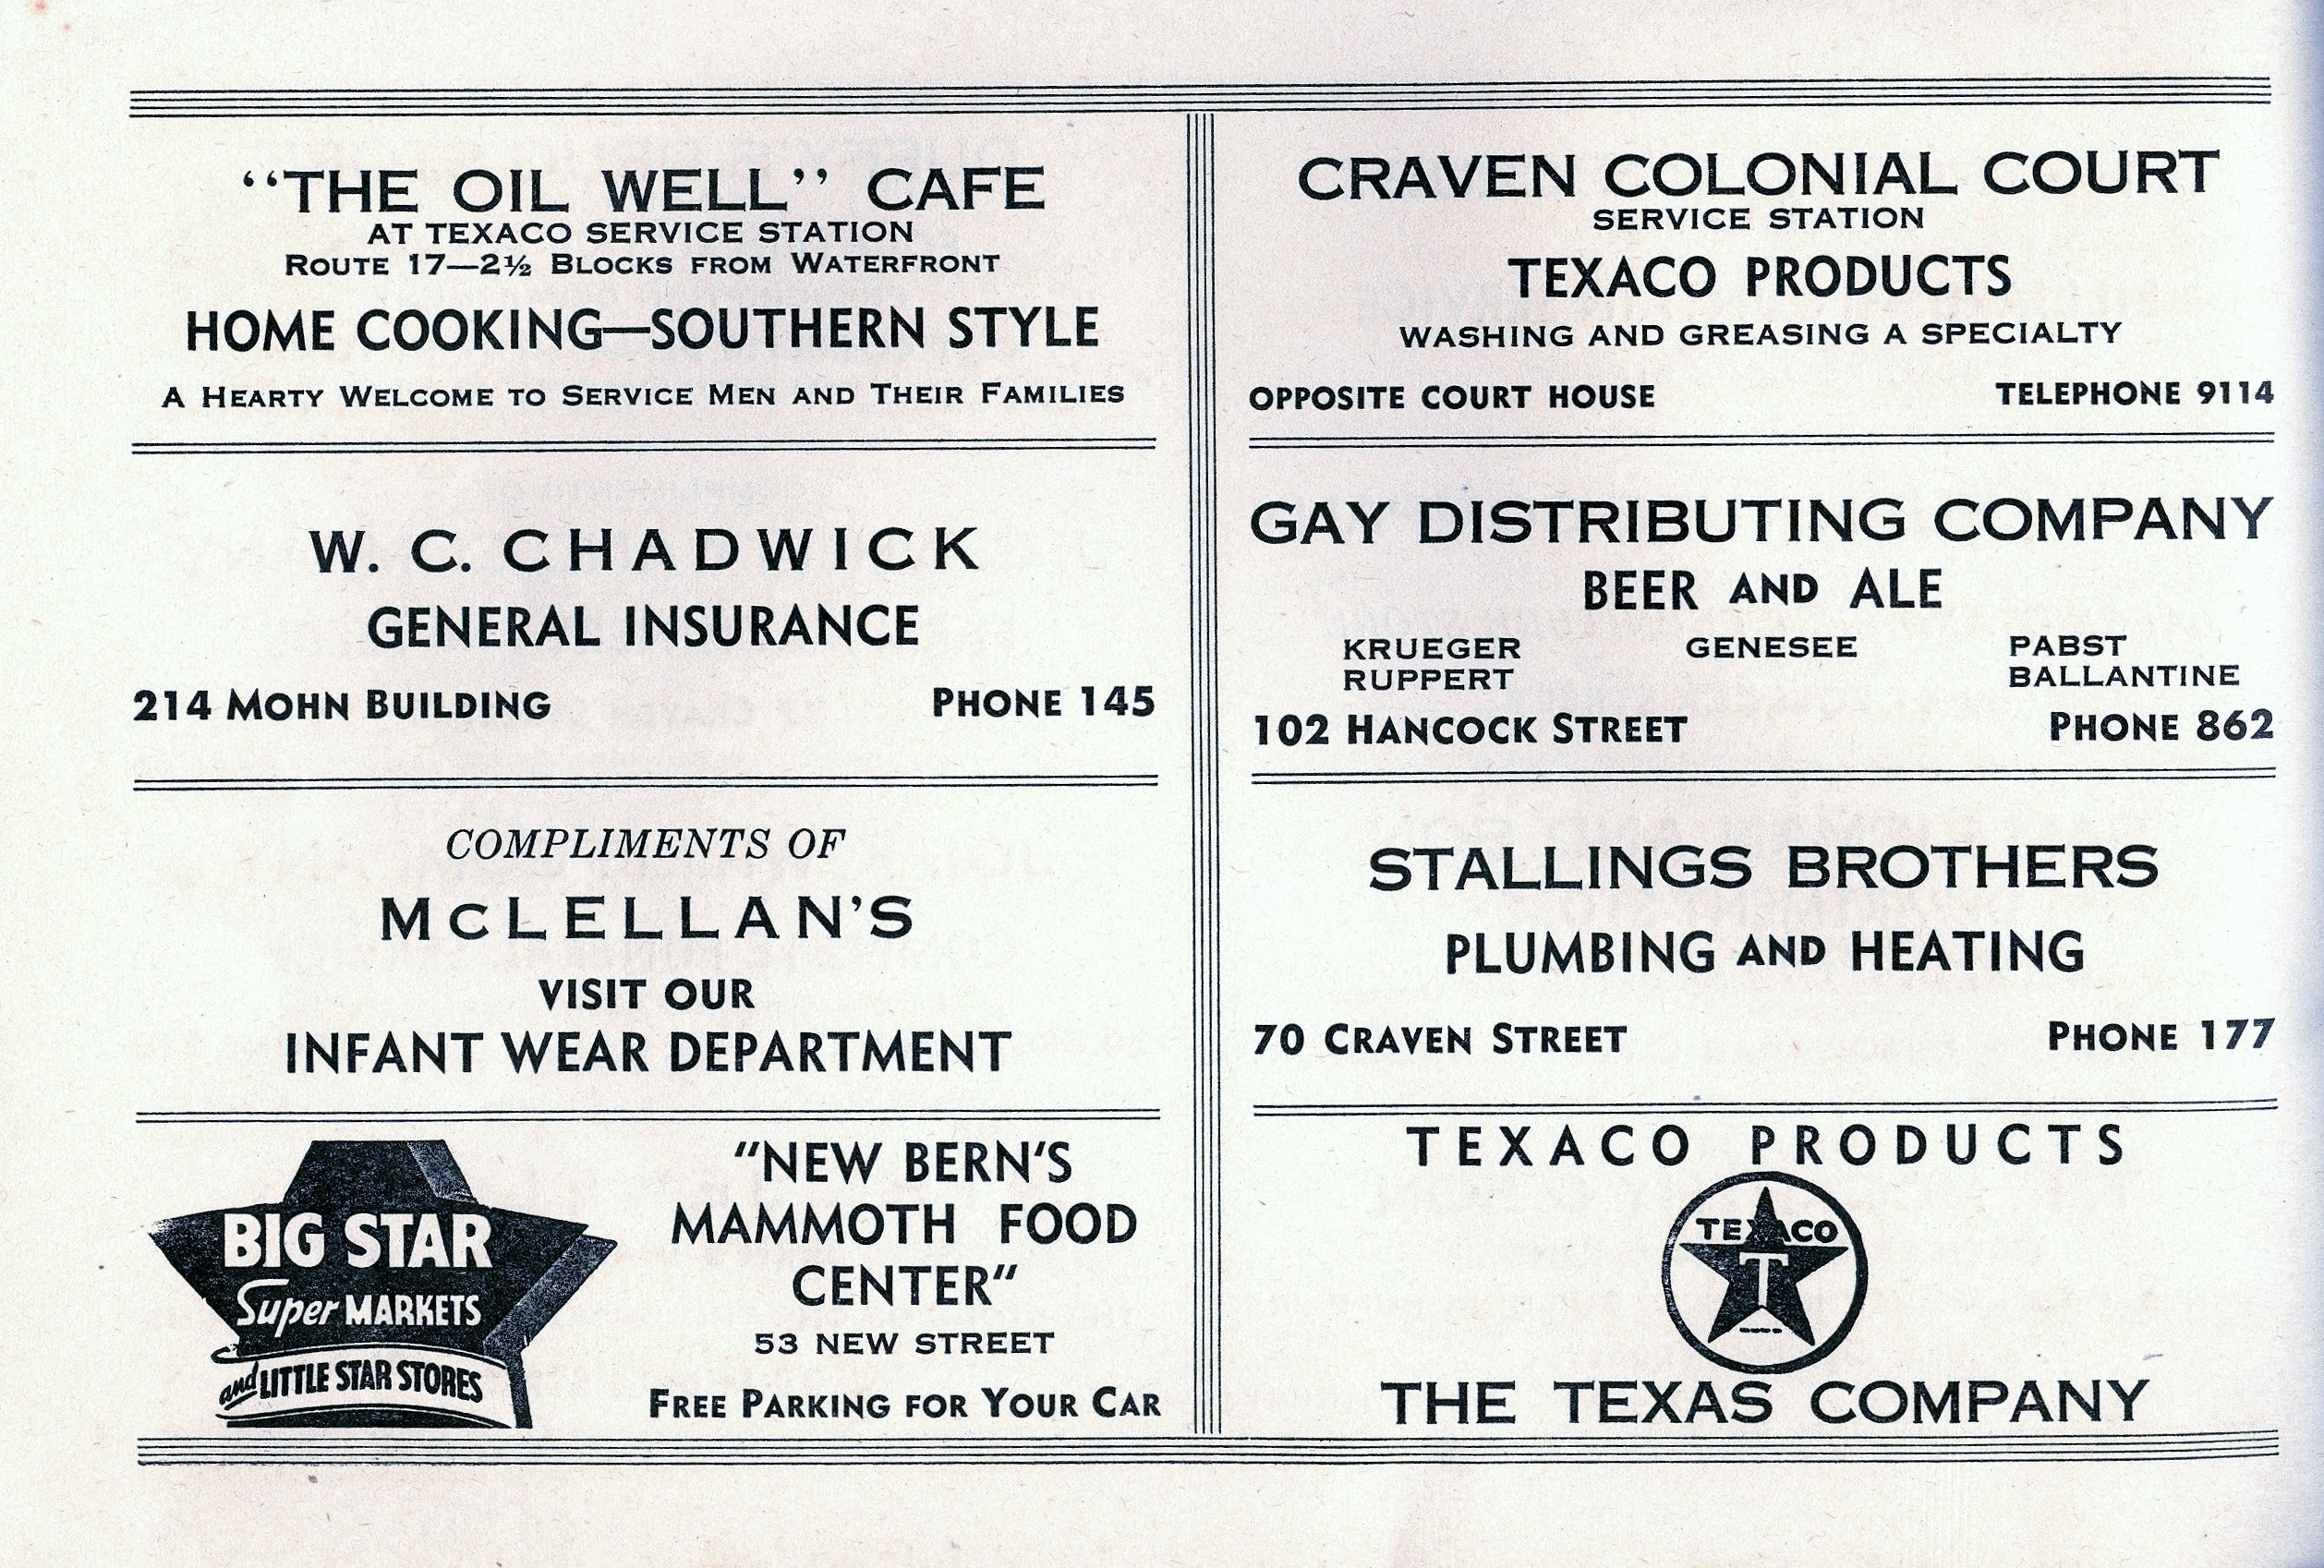 “THE OIL WELL” CAFE
AT TEXACO SERVICE STATION
ROUTE 17—2½ BLOCKS FROM WATERFRONT
HOME COOKING—SOUTHERN STYLE
A HEARTY WELCOME TO SERVICE MEN AND THEIR FAMILIES
W. C. CHADWICK
GENERAL INSURANCE
214 MOHN BUILDING PHONE 145
COMPLIMENTS OF
McLELLAN’S
VISIT OUR
INFANT WEAR DEPARTMENT
BIG STAR
Super MARKETS
and LITTLE STAR STORES
"NEW BERN'S
MAMMOTH FOOD
CENTER"
53 NEW STREET
FREE PARKING FOR YOUR CAR
CRAVEN COLONIAL COURT
SERVICE STATION
TEXACO PRODUCTS
WASHING AND GREASING A SPECIALTY
OPPOSITE COURT HOUSE TELEPHONE 9114
GAY DISTRIBUTING COMPANY
BEER AND ALE
KRUEGER GENESEE PABST
RUPPERT BALLANTINE
102 HANCOCK STREET PHONE 862
STALLINGS BROTHERS
PLUMBING AND HEATING
70 CRAVEN STREET PHONE 177
TEXACO PRODUCTS
TEXACO
T
THE TEXAS COMPANY